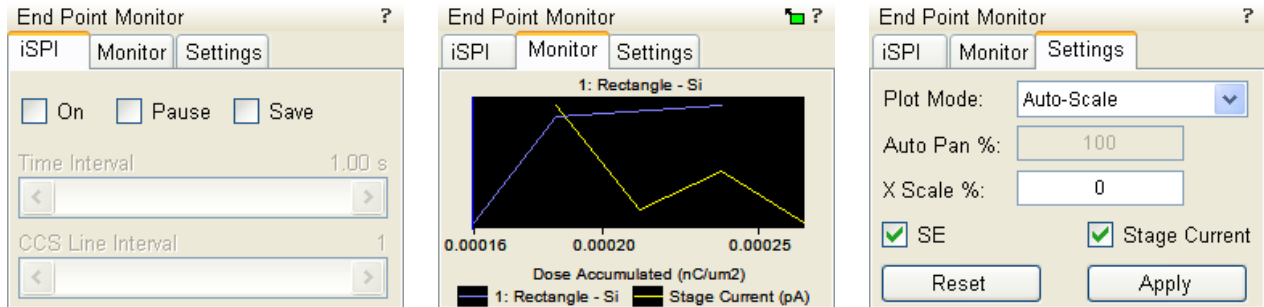 End Point Monitor ?
iSPI Monitor Settings
On Pause Save
Time Interval 1.00 s
CCS Line Interval 1
End Point Monitor ?
iSPI Monitor Settings
1: Rectangle - Si
0.00016 0.00020 0.00025
Dose Accumulated (nC/um2)
1: Rectangle - Si Stage Current (pA)
End Point Monitor ?
iSPI Monitor Settings
Plot Mode: Auto-Scale
Auto Pan %: 100
X Scale %: 0
SE Stage Current
Reset Apply